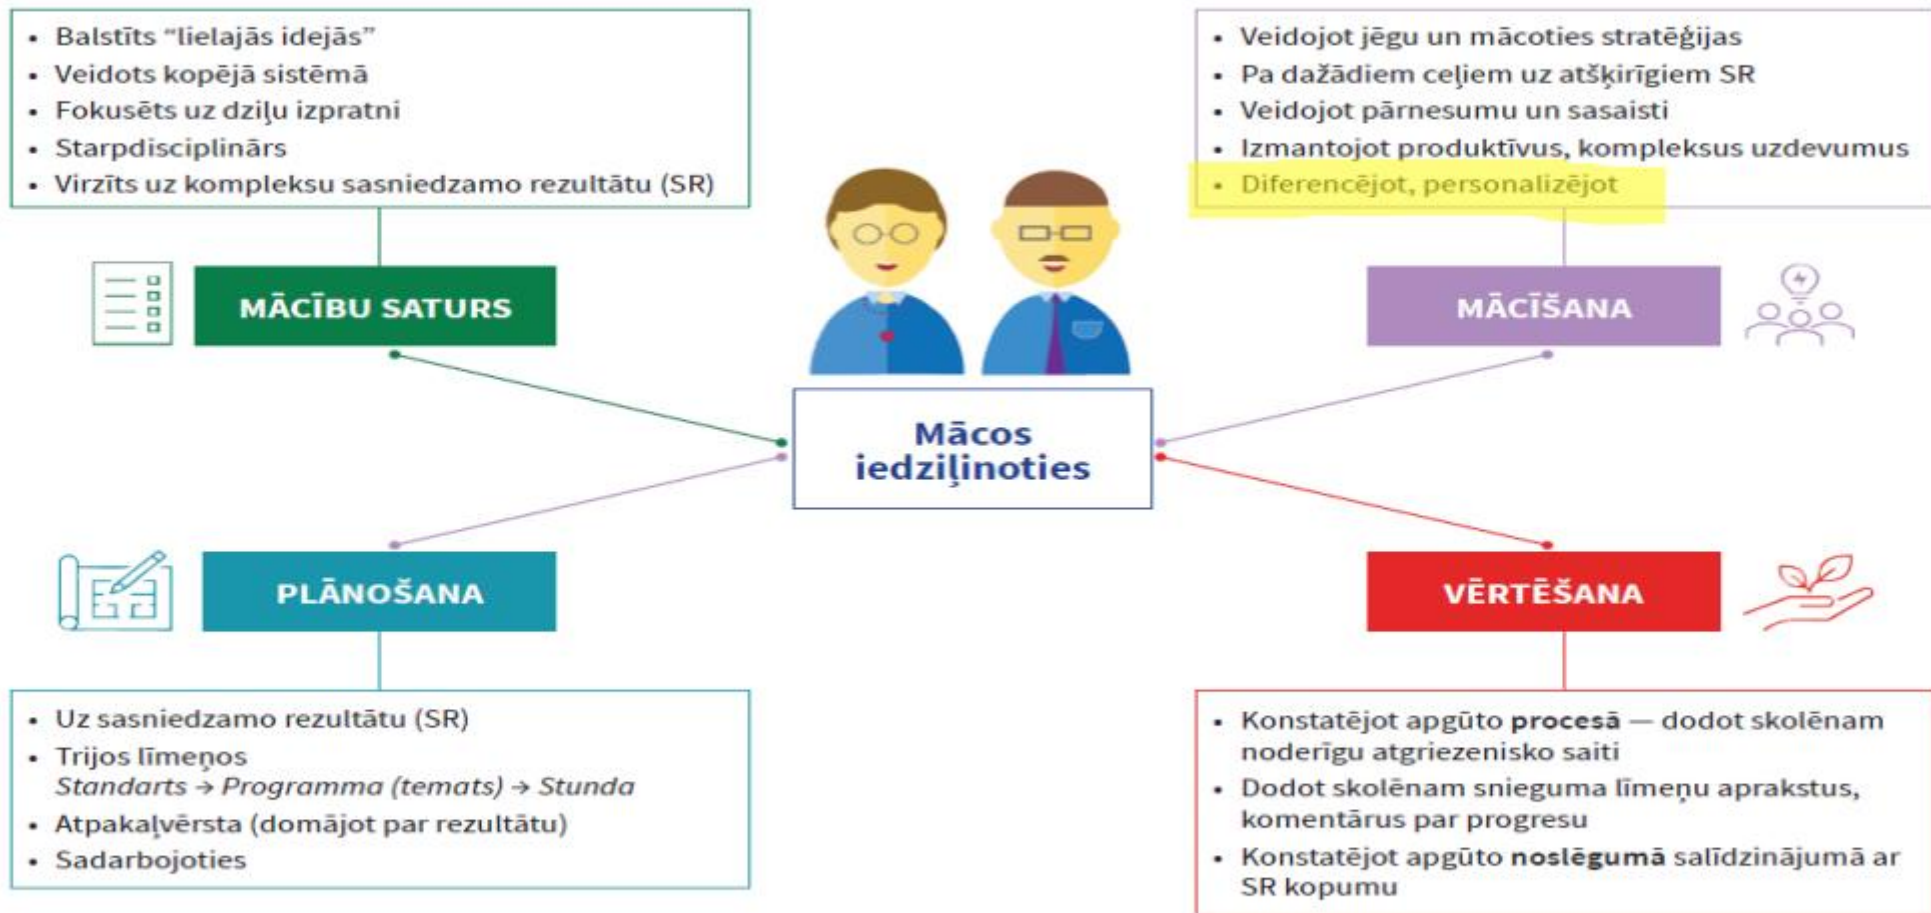 • Balstīts “lielajās idejās”
• Veidots kopējā sistēmā
• Fokusēts uz dziļu izpratni
• Starpdisciplinārs
• Virzīts uz kompleksu sasniedzamo rezultātu (SR)
MĀCĪBU SATURS
• Veidojot jēgu un mācoties stratēģijas
• Pa dažādiem ceļiem uz atšķirīgiem SR
• Veidojot pārnesumu un sasaisti
• Izmantojot produktīvus, kompleksus uzdevumus
• Diferencējot, personalizējot
MĀCĪŠANA
Mācos
iedziļinoties
PLĀNOŠANA
• Uz sasniedzamo rezultātu (SR)
• Trijos līmeņos
Standarts → Programma (temats) → Stunda
• Atpakaļvērsta (domājot par rezultātu)
• Sadarbojoties
VĒRTĒŠANA
• Konstatējot apgūto procesā — dodot skolēnam
noderīgu atgriezenisko saiti
• Dodot skolēnam snieguma līmeņu aprakstus,
komentārus par progresu
• Konstatējot apgūto noslēgumā salīdzinājumā ar
SR kopumu